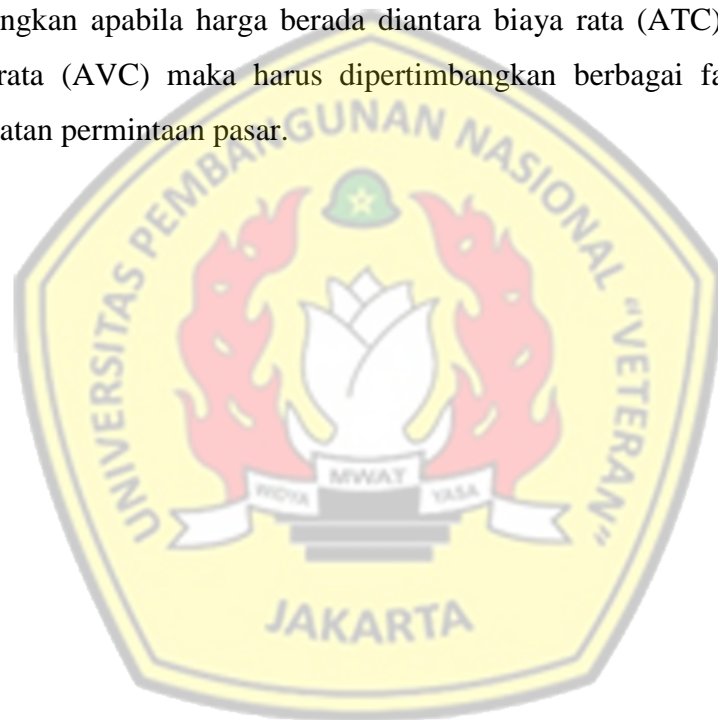 ngkan apabila harga berada diantara biaya rata (ATC)
rata (AVC) maka harus dipertimbangkan berbagai fa
atan permintaan pasar.
UNIVERSITAS PEMBANGUNAN NASIONAL "VETERAN"
WIDYA MWAT YASA
JAKARTA